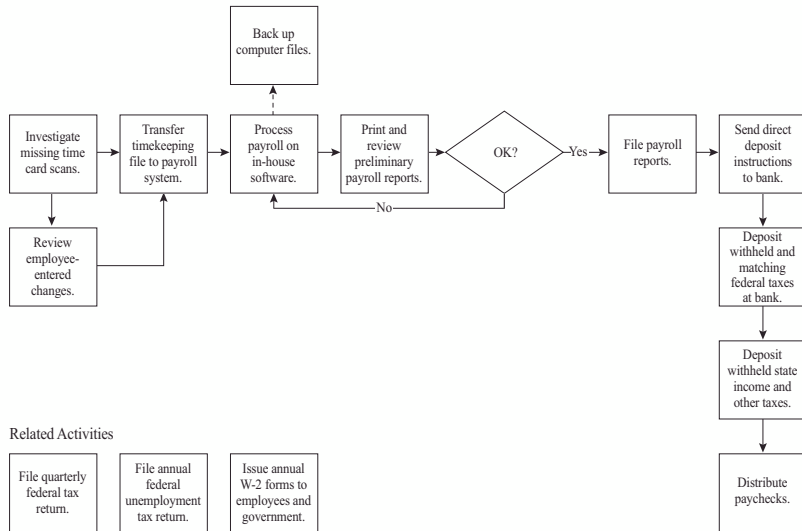 Back up
computer files.
Investigate
missing time
card scans.
Transfer
timekeeping
file to payroll
system.
Process
payroll on
in-house
software.
Print and
review
preliminary
payroll reports.
OK?
Yes
File payroll
reports.
Send direct
deposit
instructions
to bank.
No
Review
employee-
entered
changes.
Deposit
withheld and
matching
federal taxes
at bank.
Deposit
withheld state
income and
other taxes.
Related Activities
File quarterly
federal tax
return.
File annual
federal
unemployment
tax return.
Issue annual
W-2 forms to
employees and
government.
Distribute
paychecks.